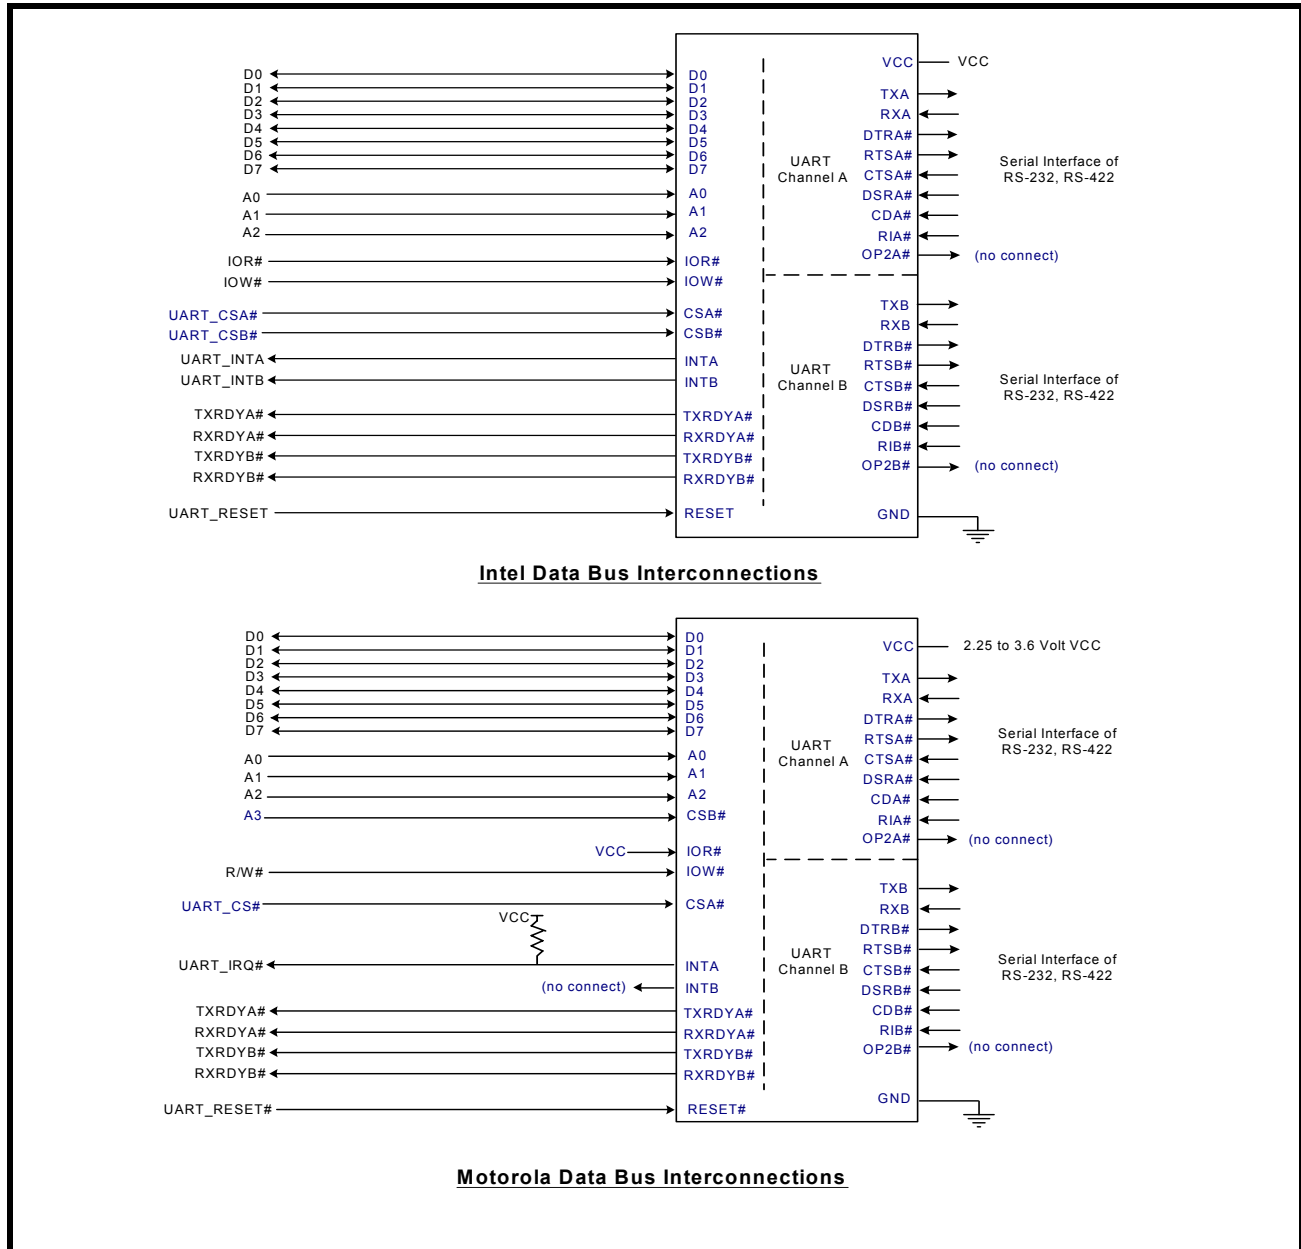 D0
D1
D2
D3
D4
D5
D6
D7
A0
A1
A2
IOR#
IOW#
UART_CSA#
UART_CSB#
UART_INTA
UART_INTB
TXRDYA#
RXRDYA#
TXRDYB#
RXRDYB#
UART_RESET
D0
D1
D2
D3
D4
D5
D6
D7
A0
A1
A2
IOR#
IOW#
CSA#
CSB#
INTA
INTB
TXRDYA#
RXRDYA#
TXRDYB#
RXRDYB#
RESET
UART
Channel A
UART
Channel B
VCC
TXA
RXA
DTRA#
RTSA#
CTSA#
DSRA#
CDA#
RIA#
OP2A#
TXB
RXB
DTRB#
RTSB#
CTSB#
DSRB#
CDB#
RIB#
OP2B#
GND
VCC
Serial Interface of
RS-232, RS-422
(no connect)
Serial Interface of
RS-232, RS-422
(no connect)
Intel Data Bus Interconnections
D0
D1
D2
D3
D4
D5
D6
D7
A0
A1
A2
A3
VCC
R/W#
UART_CS#
VCC
UART_IRQ#
(no connect)
TXRDYA#
RXRDYA#
TXRDYB#
RXRDYB#
UART_RESET#
D0
D1
D2
D3
D4
D5
D6
D7
A0
A1
A2
CSB#
IOR#
IOW#
CSA#
INTA
INTB
TXRDYA#
RXRDYA#
TXRDYB#
RXRDYB#
RESET#
UART
Channel A
UART
Channel B
VCC
TXA
RXA
DTRA#
RTSA#
CTSA#
DSRA#
CDA#
RIA#
OP2A#
TXB
RXB
DTRB#
RTSB#
CTSB#
DSRB#
CDB#
RIB#
OP2B#
GND
2.25 to 3.6 Volt VCC
Serial Interface of
RS-232, RS-422
(no connect)
Serial Interface of
RS-232, RS-422
(no connect)
Motorola Data Bus Interconnections